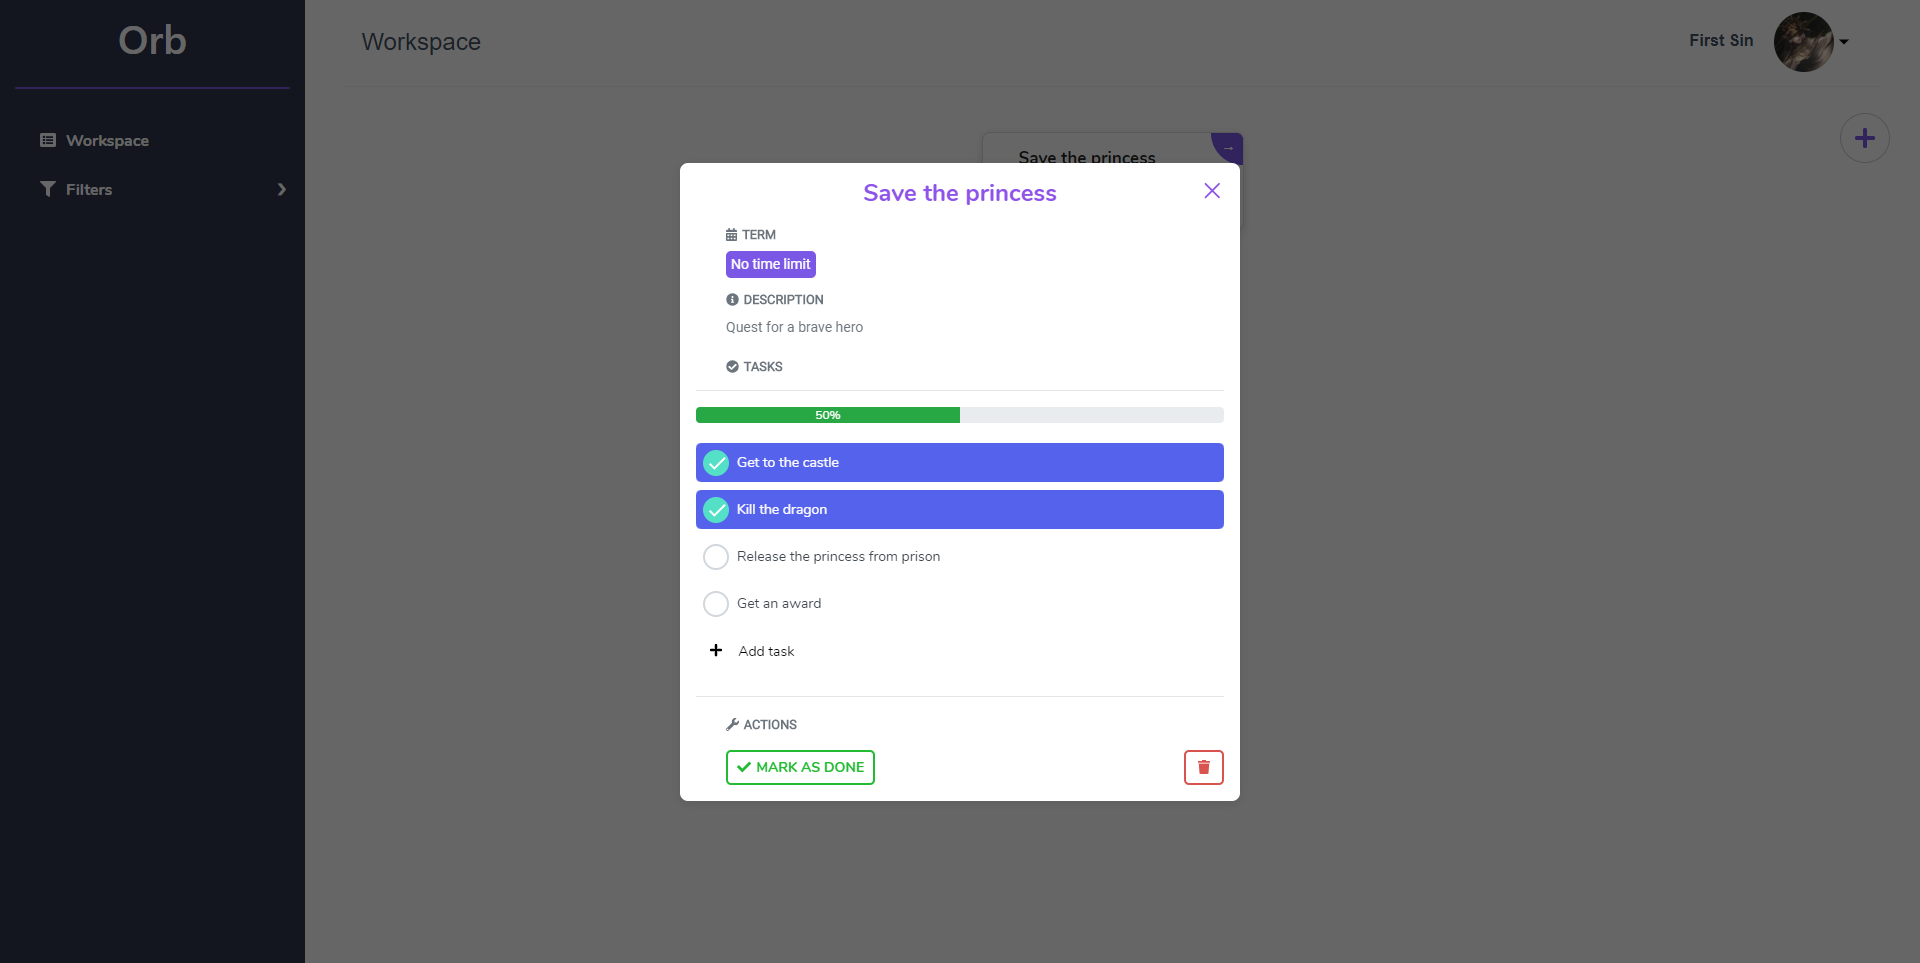 Orb
Workspace
Filters
Workspace
First Sin
Save the princess
Save the princess
TERM
No time limit
DESCRIPTION
Quest for a brave hero
TASKS
50%
Get to the castle
Kill the dragon
Release the princess from prison
Get an award
Add task
ACTIONS
MARK AS DONE